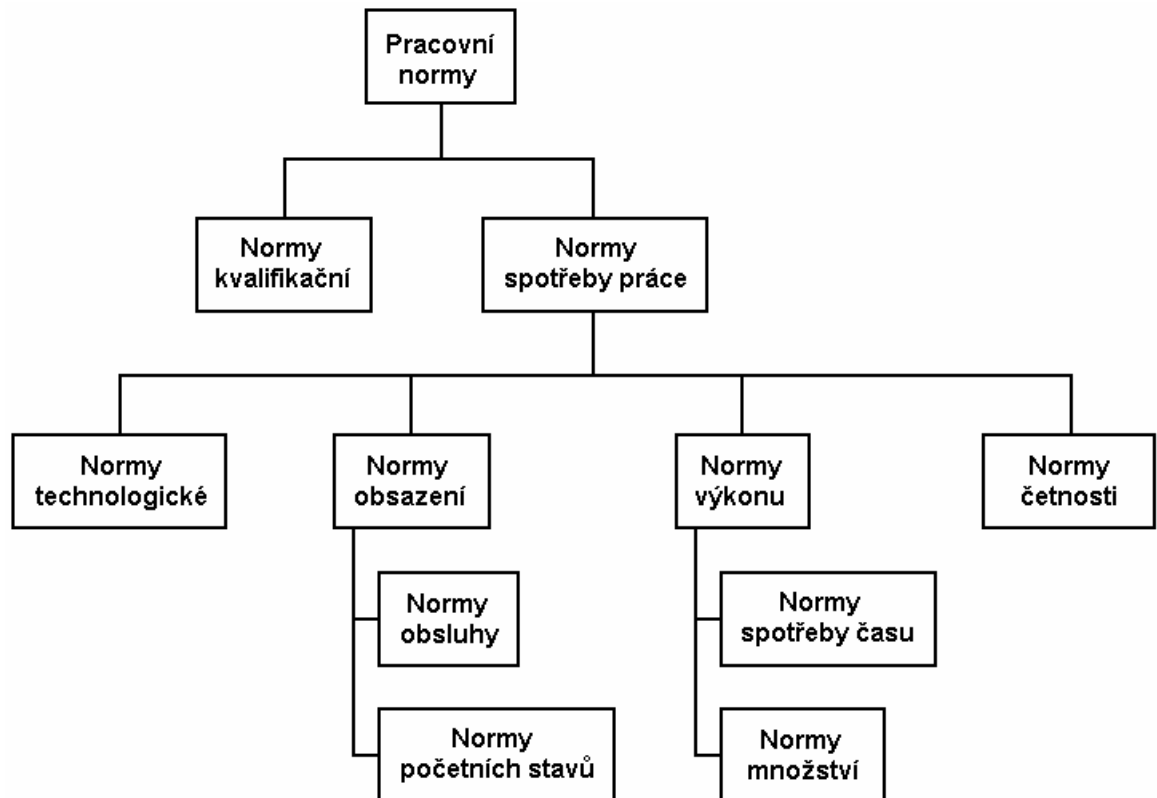 Pracovní
normy
Normy
kvalifikační
Normy
spotřeby práce
Normy
technologické
Normy
obsazení
Normy
výkonu
Normy
četnosti
Normy
obsluhy
Normy
spotřeby času
Normy
početních stavů
Normy
množství